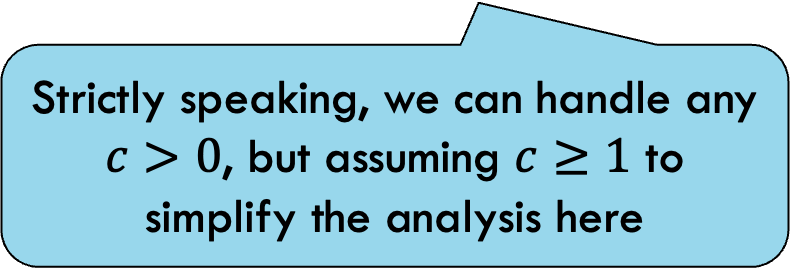 Strictly speaking, we can handle any
c > 0, but assuming c ≥ 1 to
simplify the analysis here